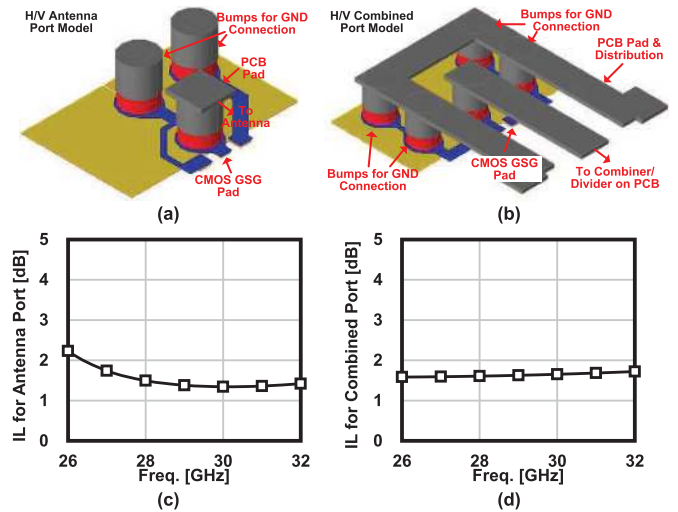 H/V Antenna
Port Model
Bumps for GND
Connection
PCB
Pad
To
Antenna
CMOS GSG
Pad
(a)
H/V Combined
Port Model
Bumps for GND
Connection
PCB Pad &
Distribution
Bumps for GND
Connection
CMOS GSG
Pad
To Combiner/
Divider on PCB
(b)
IL for Antenna Port [dB]
5
4
3
2
1
0
26 28 30 32
Freq. [GHz]
(c)
IL for Combined Port [dB]
5
4
3
2
1
0
26 28 30 32
Freq. [GHz]
(d)